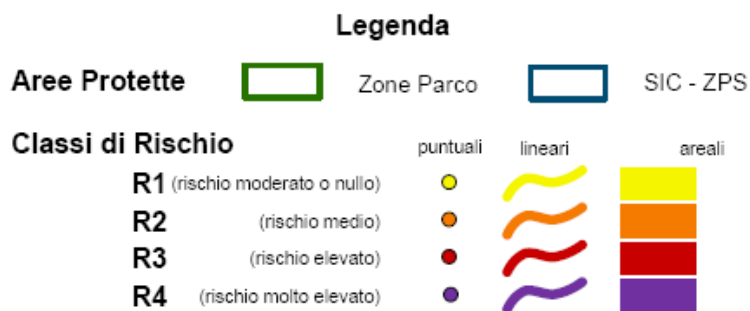 Legenda
Aree Protette Zone Parco SIC - ZPS
Classi di Rischio puntuali lineari areali
R1 (rischio moderato o nullo)
R2 (rischio medio)
R3 (rischio elevato)
R4 (rischio molto elevato)